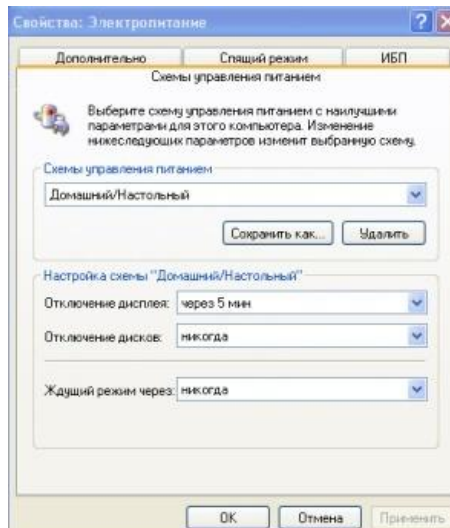 Свойства: Электропитание
Дополнительно Спящий режим ИБП
Схемы управления питанием
Выберите схему управления питанием с наилучшими
параметрами для этого компьютера. Изменение
нижеследующих параметров изменит выбранную схему.
Схемы управления питанием
Домашний/Настольный
Сохранить как... Удалить
Настройка схемы "Домашний/Настольный"
Отключение дисплея: через 5 мин
Отключение дисков: никогда
Ждущий режим через: никогда
OK Отмена Применить